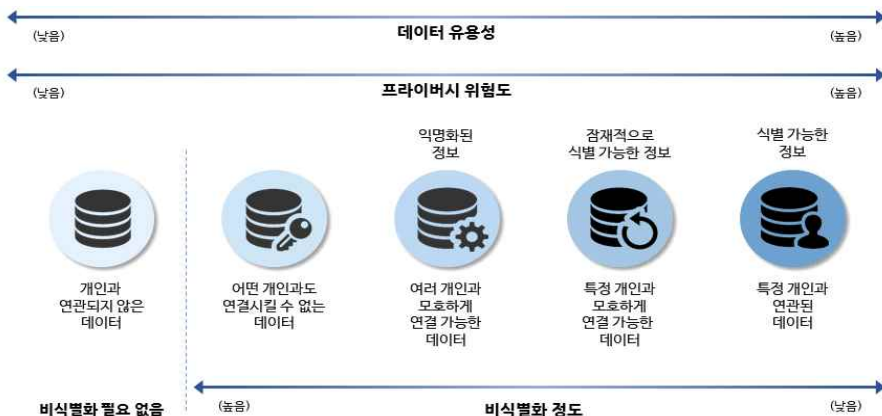 데이터 유용성
(낮음)
(높음)
프라이버시 위험도
(낮음)
(높음)
익명화된
정보
잠재적으로
식별 가능한 정보
식별 가능한
정보
개인과
연관되지 않은
데이터
어떤 개인과도
연결시킬 수 없는
데이터
여러 개인과
모호하게
연결 가능한
데이터
특정 개인과
모호하게
연결 가능한
데이터
특정 개인과
연관된
데이터
비식별화 필요 없음
(높음)
비식별화 정도
(낮음)